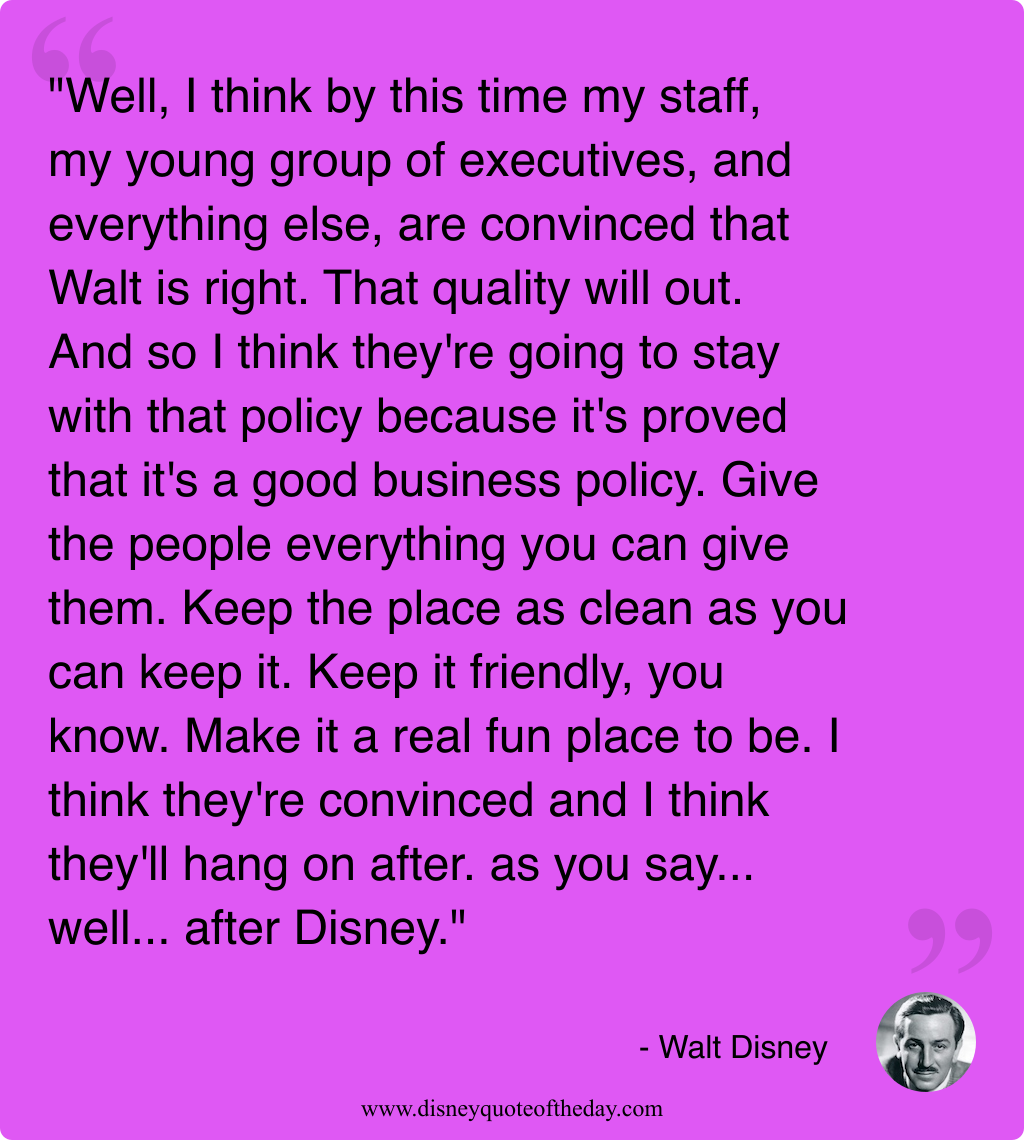 "Well, I think by this time my staff,
my young group of executives, and
everything else, are convinced that
Walt is right. That quality will out.
And so I think they're going to stay
with that policy because it's proved
that it's a good business policy. Give
the people everything you can give
them. Keep the place as clean as you
can keep it. Keep it friendly, you
know. Make it a real fun place to be. I
think they're convinced and I think
they'll hang on after. as you say...
well... after Disney."
- Walt Disney
www.disneyquoteoftheday.com